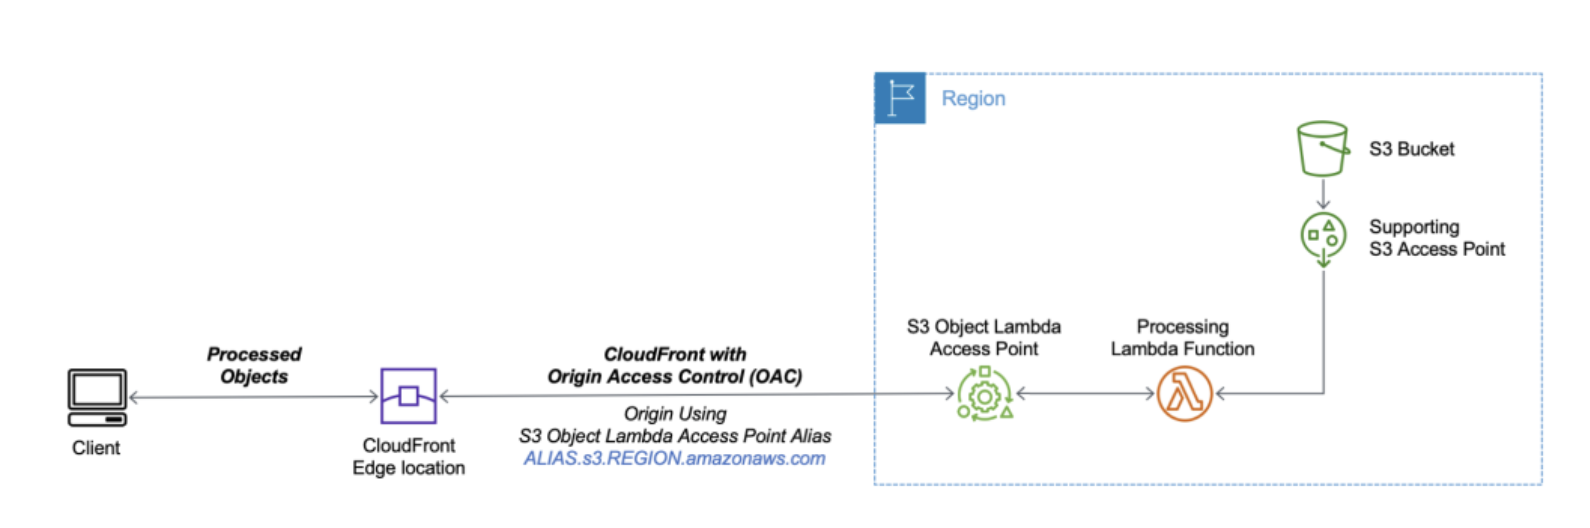 Region
S3 Bucket
Supporting
S3 Access Point
S3 Object Lambda
Access Point
Processing
Lambda Function
Processed
Objects
CloudFront with
Origin Access Control (OAC)
Origin Using
S3 Object Lambda Access Point Alias
ALIAS.s3.REGION.amazonaws.com
Client
CloudFront
Edge location